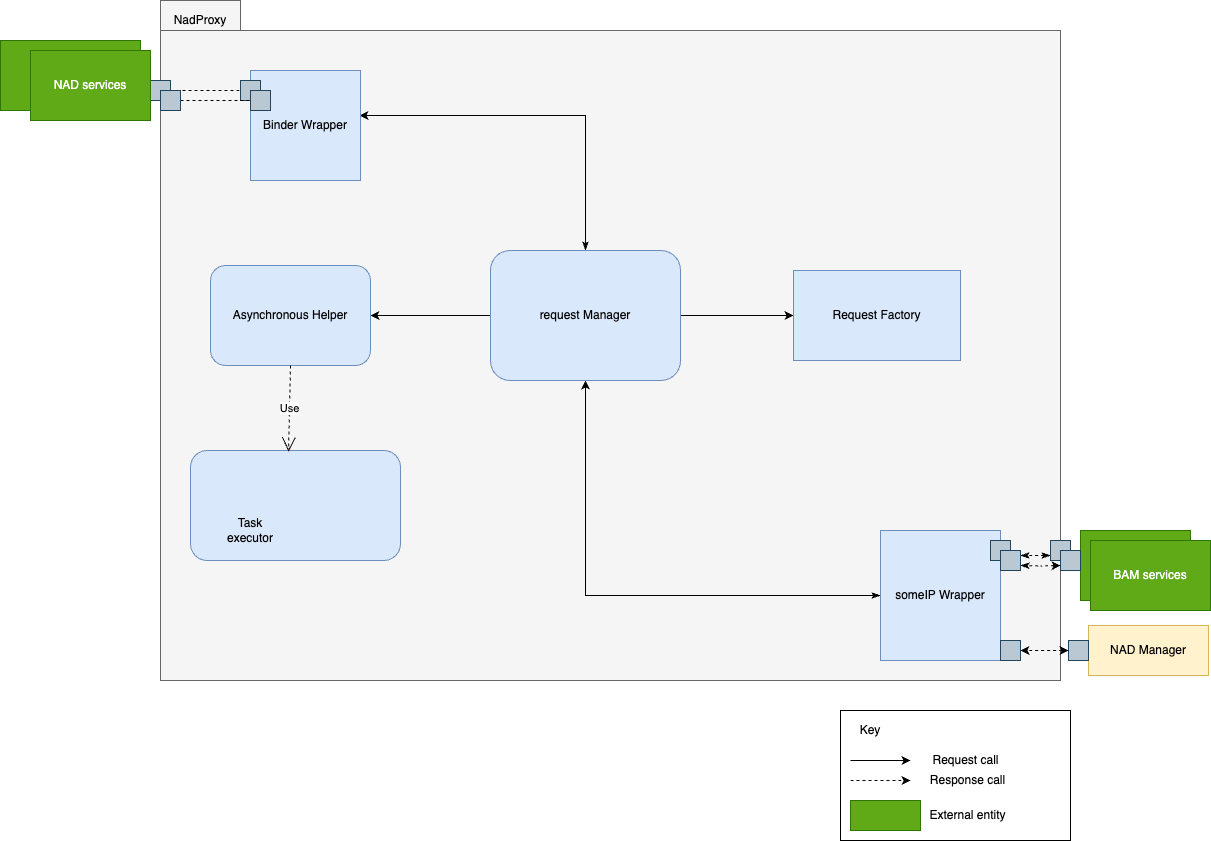 NadProxy
NAD services
Binder Wrapper
Asynchronous Helper
request Manager
Request Factory
Use
Task
executor
someIP Wrapper
BAM services
NAD Manager
Key
Request call
Response call
External entity